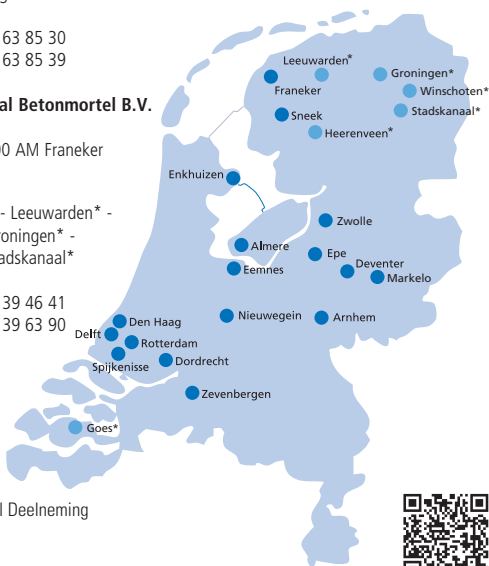 63 85 30
63 85 39
al Betonmortel B.V.
AM Franeker
- Leeuwarden* -
oningen* -
adskanaal*
39 46 41
39 63 90
Deelneming
Leeuwarden*
Groningen*
Franeker
Winschoten*
Sneek
Stadskanaal*
Heerenveen*
Enkhuizen
Zwolle
Almere
Epe
Deventer
Eemnes
Markelo
Nieuwegein
Arnhem
Den Haag
Delft
Rotterdam
Spijkenisse
Dordrecht
Zevenbergen
Goes*